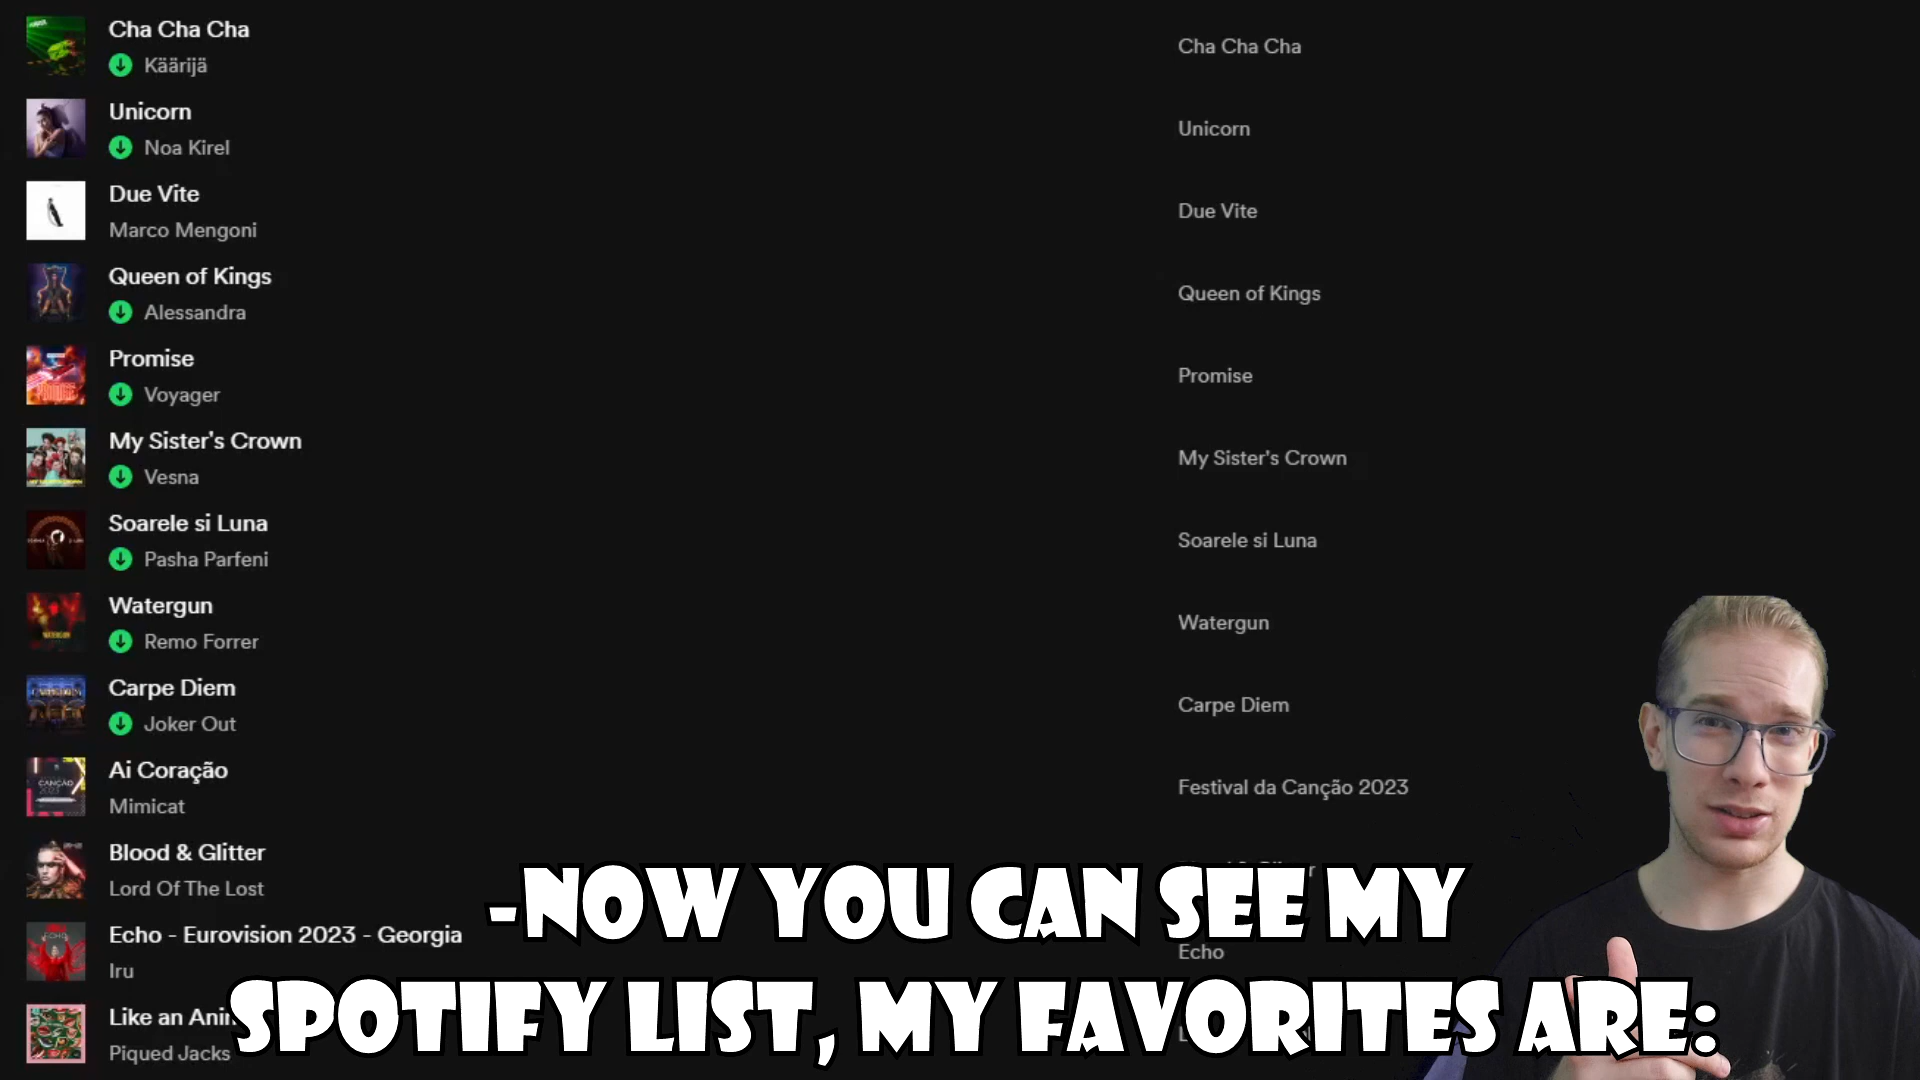 Cha Cha Cha
Käärijä
Cha Cha Cha
Unicorn
Noa Kirel
Unicorn
Due Vite
Marco Mengoni
Due Vite
Queen of Kings
Alessandra
Queen of Kings
Promise
Voyager
Promise
My Sister's Crown
Vesna
My Sister's Crown
Soarele si Luna
Pasha Parfeni
Soarele si Luna
Watergun
Remo Forrer
Watergun
Carpe Diem
Joker Out
Carpe Diem
Ai Coração
Mimicat
Festival da Canção 2023
Blood & Glitter
Lord Of The Lost
Echo - Eurovision 2023 - Georgia
Iru
Echo
Like an
Piqued Jacks
-NOW YOU CAN SEE MY
SPOTIFY LIST, MY FAVORITES ARE: